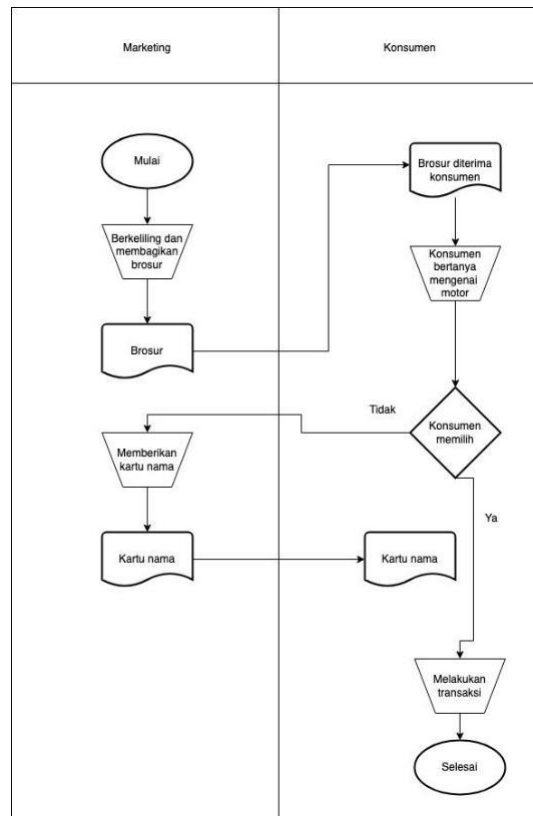 Marketing
Konsumen
Mulai
Brosur diterima
konsumen
Berkeliling dan
membagikan
brosur
Konsumen
bertanya
mengenai
motor
Brosur
Tidak
Konsumen
memilih
Memberikan
kartu nama
Ya
Kartu nama
Kartu nama
Melakukan
transaksi
Selesai